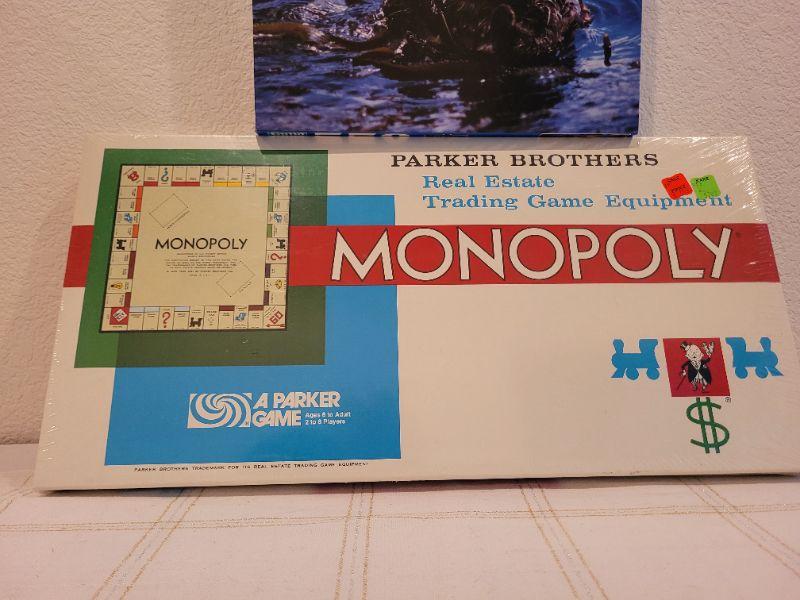 PARKER BROTHERS
Real Estate
Trading Game Equipment
MONOPOLY
MONOPOLY
A PARKER
GAME
Ages 8 to Adult
2 to 8 Players
PARKER BROTHERS TRADEMARK FOR ITS REAL ESTATE TRADING GAME EQUIPMENT
$